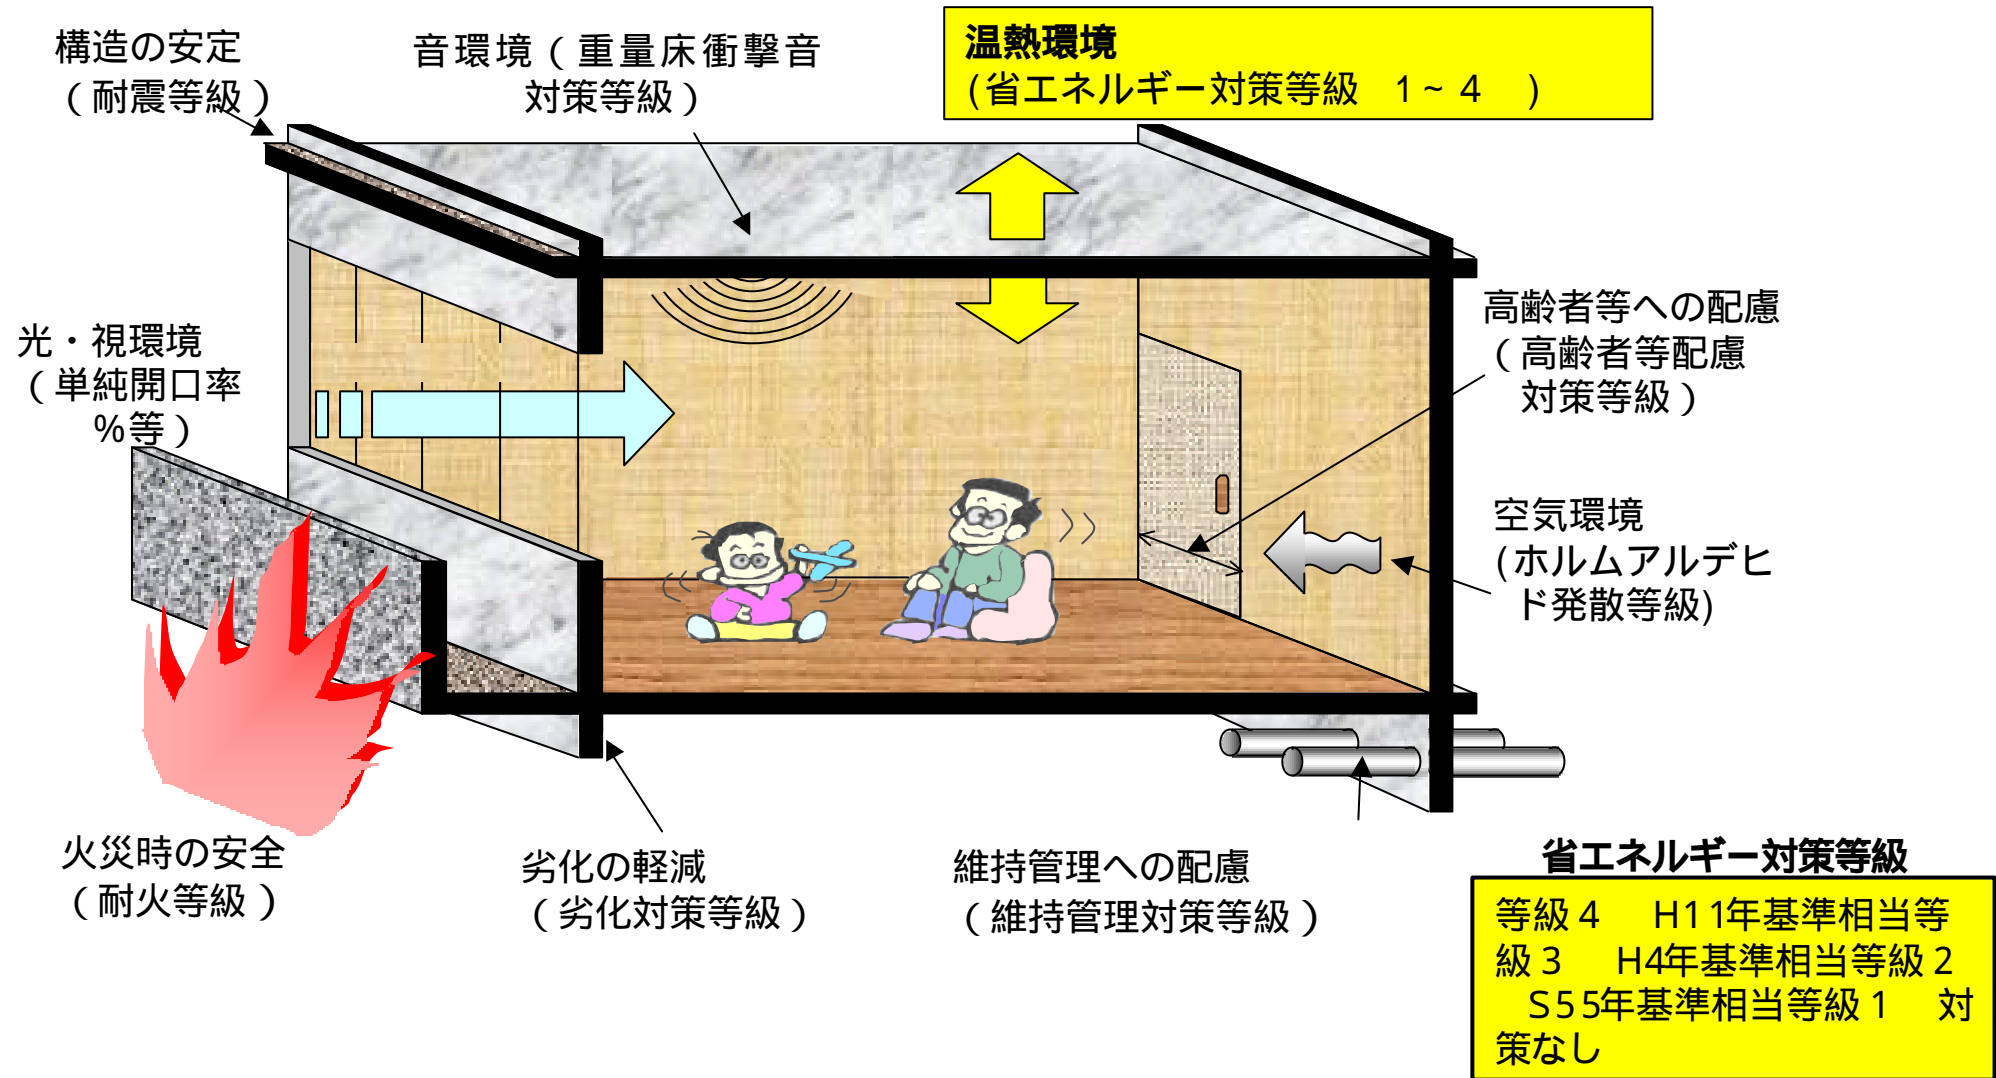 構造の安定
（耐震等級）
音環境（重量床衝撃音
対策等級）
温熱環境
(省エネルギー対策等級　1~４　)
光・視環境
（単純開口率
%等）
高齢者等への配慮
（高齢者等配慮
対策等級）
空気環境
(ホルムアルデヒ
ド発散等級)
火災時の安全
（耐火等級）
劣化の軽減
（劣化対策等級）
維持管理への配慮
（維持管理対策等級）
省エネルギー対策等級
等級４　H11年基準相当等
級３　H4年基準相当等級２
S55年基準相当等級１　対
策なし